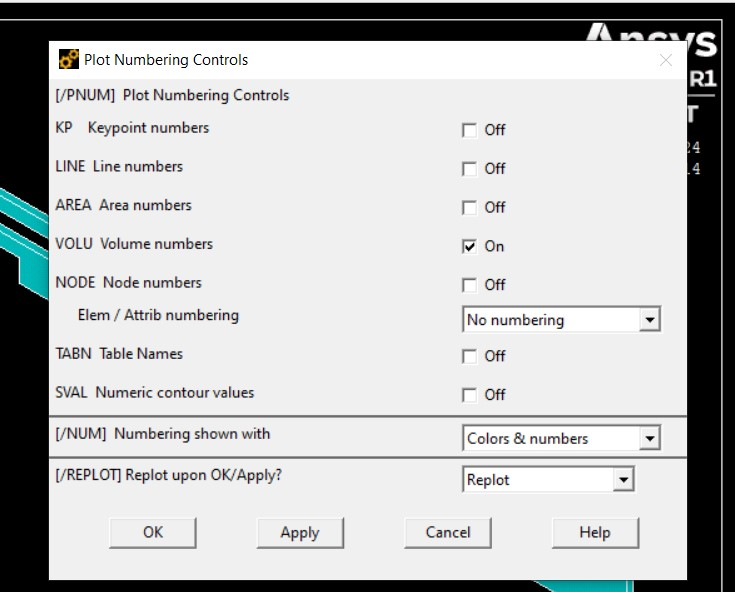 Ansys
Plot Numbering Controls
R1
[/PNUM] Plot Numbering Controls
KP Keypoint numbers Off
24
LINE Line numbers Off
14
AREA Area numbers Off
VOLU Volume numbers On
NODE Node numbers Off
Elem / Attrib numbering No numbering
TABN Table Names Off
SVAL Numeric contour values Off
[/NUM] Numbering shown with Colors & numbers
[/REPLOT] Replot upon OK/Apply? Replot
OK Apply Cancel Help